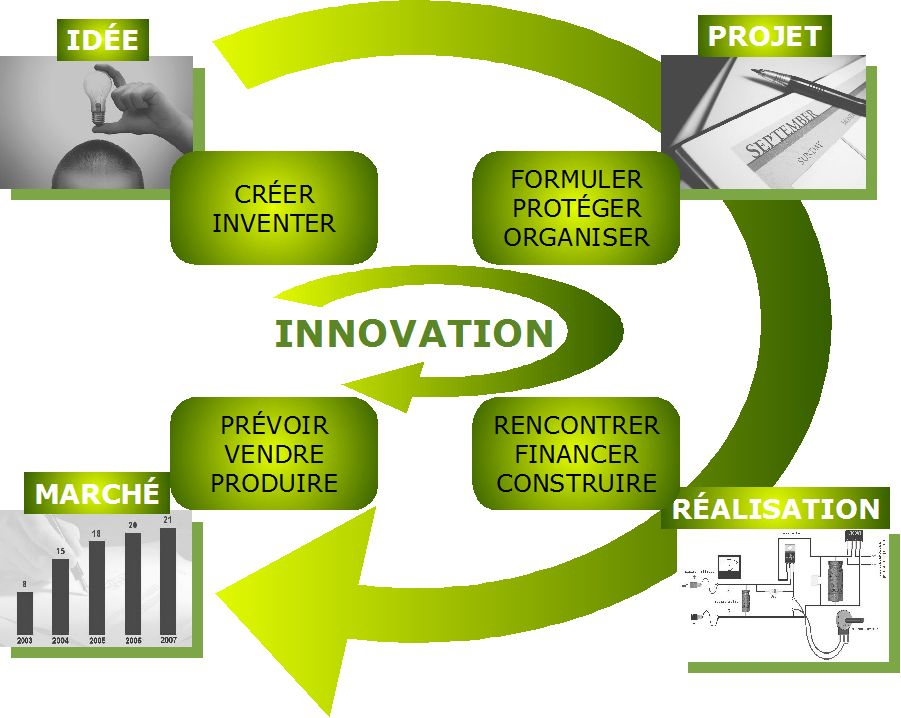 IDÉE
CRÉER
INVENTER
PROJET
SEPTEMBER
SUNDAY
FORMULER
PROTÉGER
ORGANISER
INNOVATION
PRÉVOIR
VENDRE
PRODUIRE
RENCONTRER
FINANCER
CONSTRUIRE
MARCHÉ
8
15
18
20
21
2003 2004 2005 2006 2007
RÉALISATION